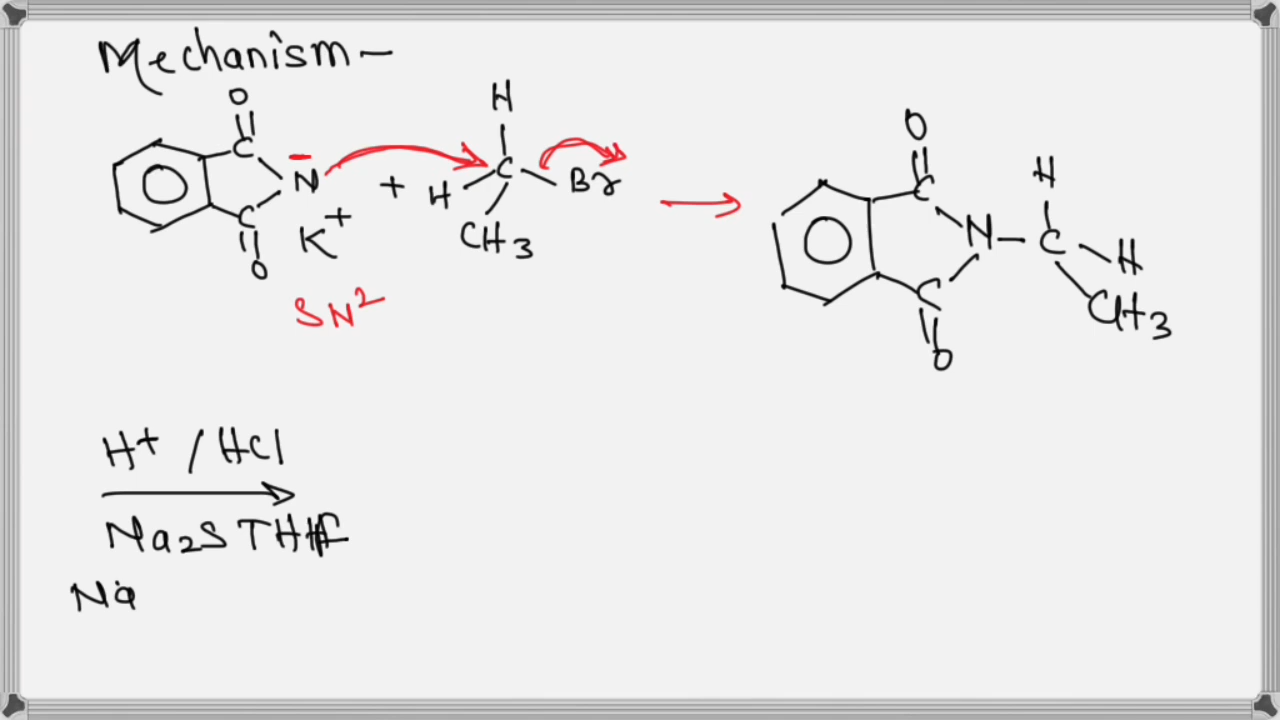 Mechanism-
O
C
N
-
K+
C
O
+
H
H
C
Br
CH3
SN2
O
C
N
C
O
C
H
H
CH3
H+ / HCl
Na2S THF
Na